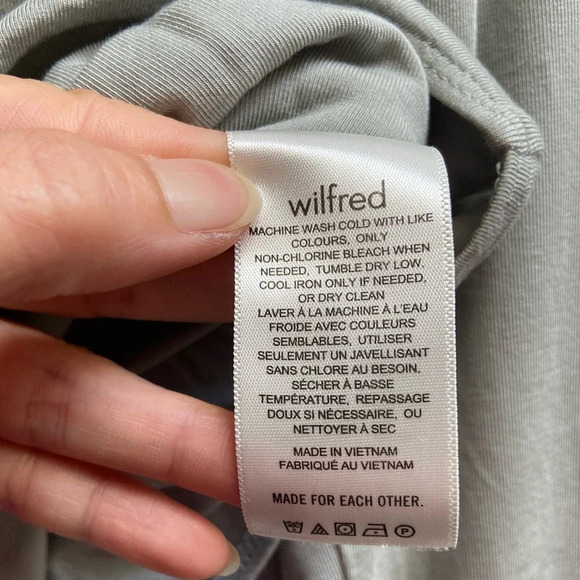 wilfred
MACHINE WASH COLD WITH LIKE
COLOURS, ONLY
NON-CHLORINE BLEACH WHEN
NEEDED, TUMBLE DRY LOW,
COOL IRON ONLY IF NEEDED,
OR DRY CLEAN
LAVER À LA MACHINE À L'EAU
FROIDE AVEC COULEURS
SEMBLABLES, UTILISER
SEULEMENT UN JAVELLISANT
SANS CHLORE AU BESOIN,
SÉCHER À BASSE
TEMPÉRATURE, REPASSAGE
DOUX SI NÉCESSAIRE, OU
NETTOYER À SEC
MADE IN VIETNAM
FABRIQUÉ AU VIETNAM
MADE FOR EACH OTHER.
P